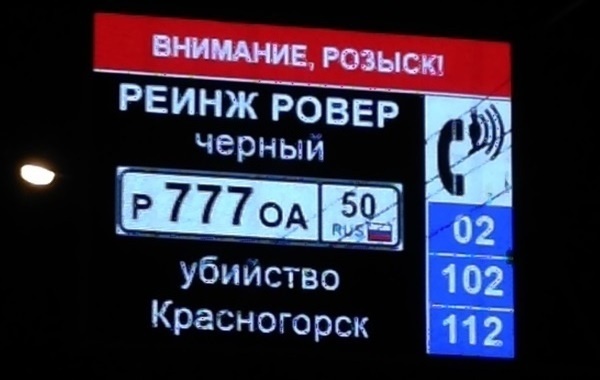 ВНИМАНИЕ, РОЗЫСК!
РЕИНЖ РОВЕР
черный
Р 777 ОА 50
RUS
убийство
Красногорск
02
102
112